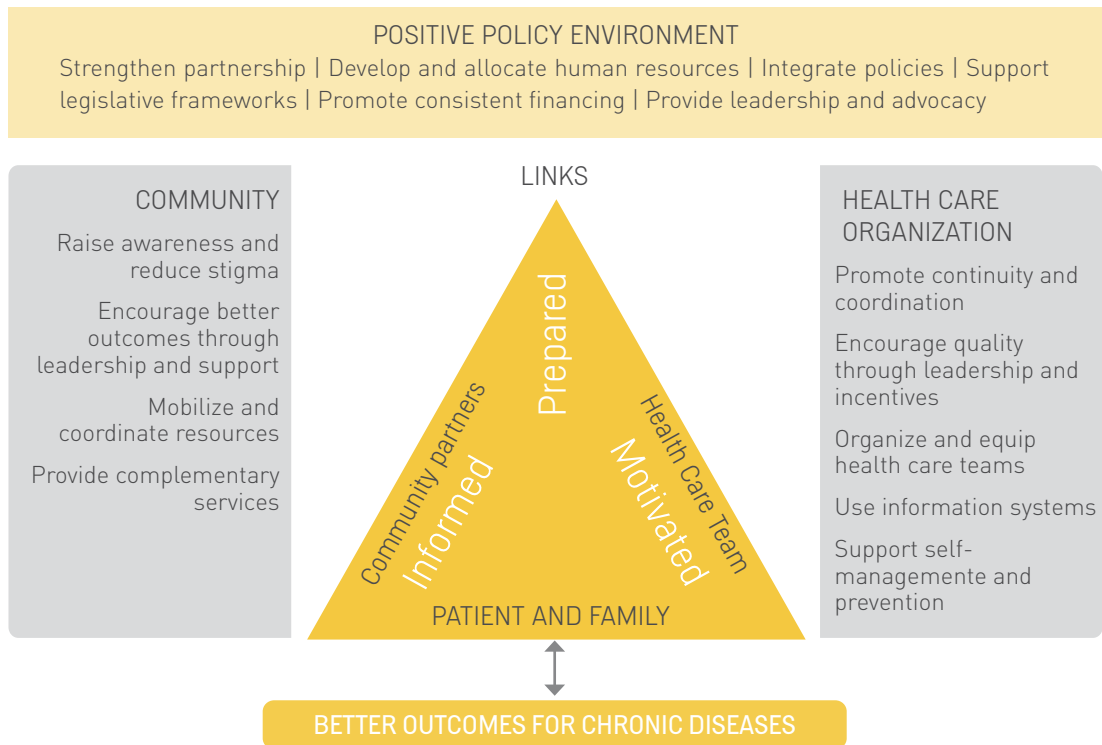 POSITIVE POLICY ENVIRONMENT
Strengthen partnership | Develop and allocate human resources | Integrate policies | Support
legislative frameworks | Promote consistent financing | Provide leadership and advocacy
COMMUNITY
Raise awareness and
reduce stigma
Encourage better
outcomes through
leadership and support
Mobilize and
coordinate resources
Provide complementary
services
LINKS
Prepared
Community partners
Informed
Health Care Team
Motivated
PATIENT AND FAMILY
HEALTH CARE
ORGANIZATION
Promote continuity and
coordination
Encourage quality
through leadership and
incentives
Organize and equip
health care teams
Use information systems
Support self-
managemente and
prevention
BETTER OUTCOMES FOR CHRONIC DISEASES